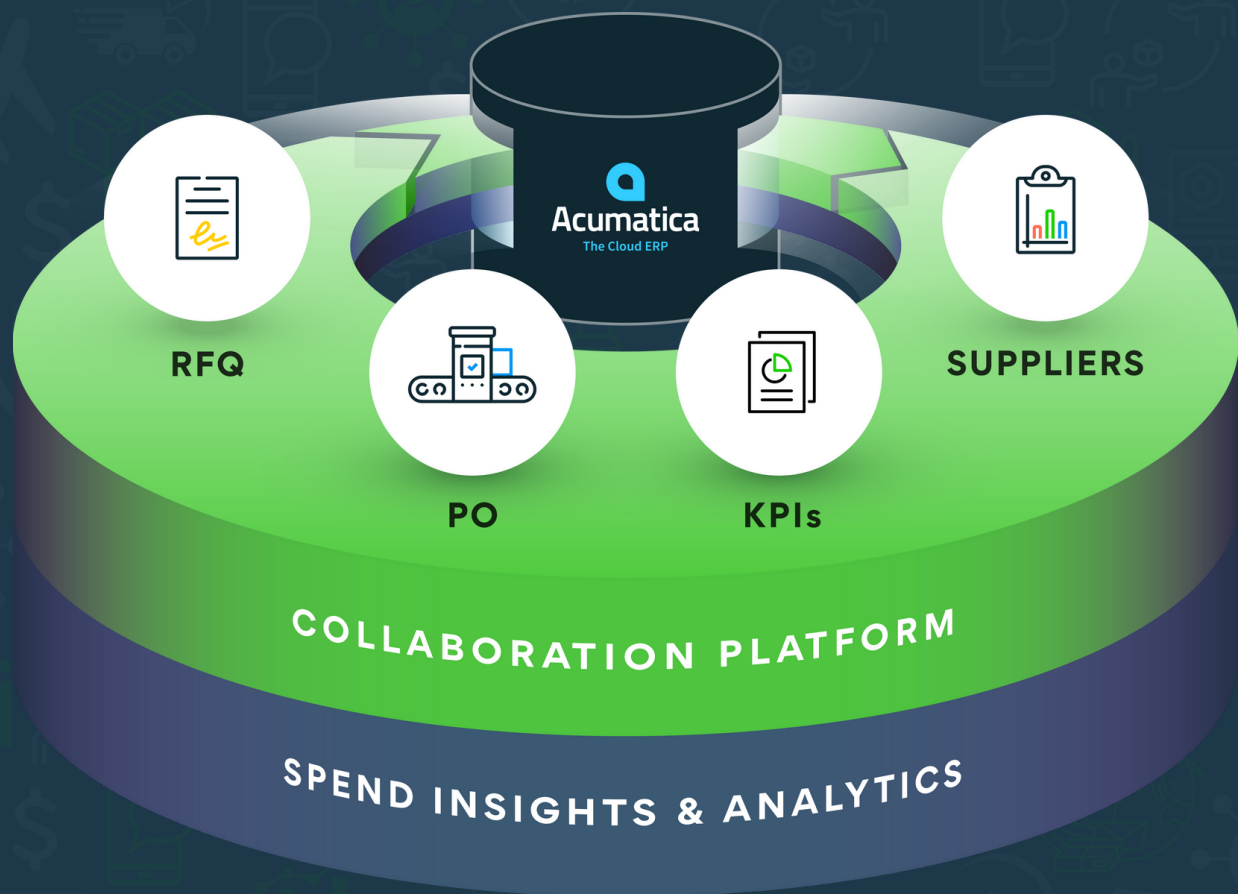 Acumatica
The Cloud ERP
RFQ
SUPPLIERS
PO
KPIs
COLLABORATION PLATFORM
SPEND INSIGHTS & ANALYTICS